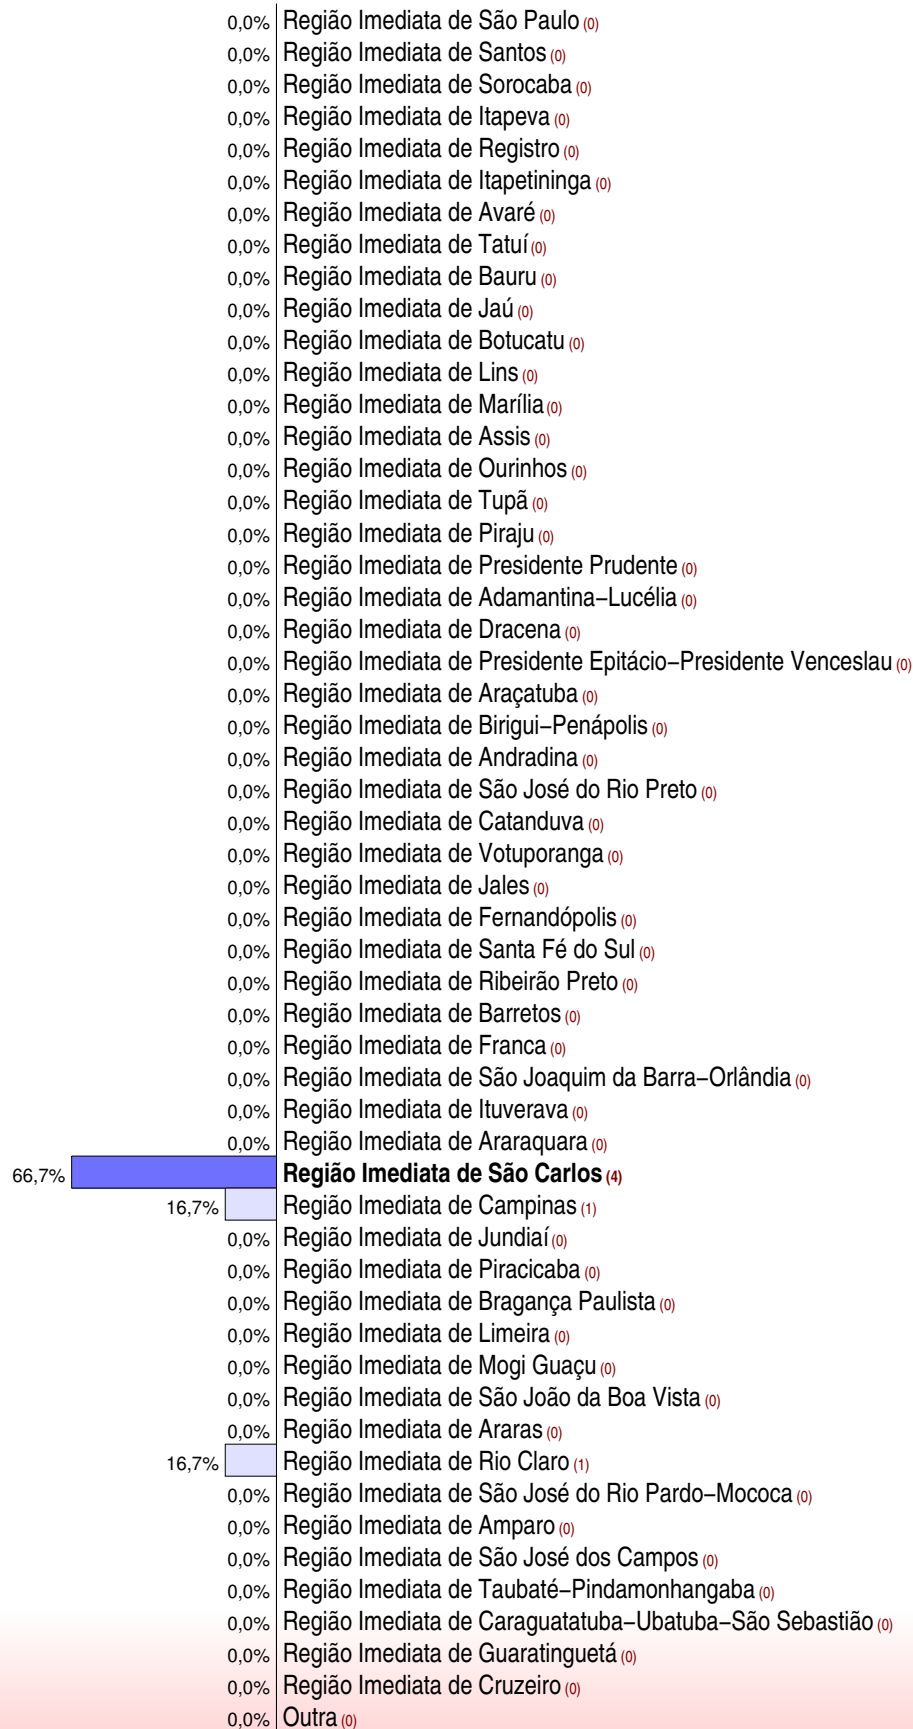 0,0% Região Imediata de São Paulo (0)
0,0% Região Imediata de Santos (0)
0,0% Região Imediata de Sorocaba (0)
0,0% Região Imediata de Itapeva (0)
0,0% Região Imediata de Registro (0)
0,0% Região Imediata de Itapetininga (0)
0,0% Região Imediata de Avaré (0)
0,0% Região Imediata de Tatuí (0)
0,0% Região Imediata de Bauru (0)
0,0% Região Imediata de Jaú (0)
0,0% Região Imediata de Botucatu (0)
0,0% Região Imediata de Lins (0)
0,0% Região Imediata de Marília (0)
0,0% Região Imediata de Assis (0)
0,0% Região Imediata de Ourinhos (0)
0,0% Região Imediata de Tupã (0)
0,0% Região Imediata de Piraju (0)
0,0% Região Imediata de Presidente Prudente (0)
0,0% Região Imediata de Adamantina–Lucélia (0)
0,0% Região Imediata de Dracena (0)
0,0% Região Imediata de Presidente Epitácio–Presidente Venceslau (0)
0,0% Região Imediata de Araçatuba (0)
0,0% Região Imediata de Birigui–Penápolis (0)
0,0% Região Imediata de Andradina (0)
0,0% Região Imediata de São José do Rio Preto (0)
0,0% Região Imediata de Catanduva (0)
0,0% Região Imediata de Votuporanga (0)
0,0% Região Imediata de Jales (0)
0,0% Região Imediata de Fernandópolis (0)
0,0% Região Imediata de Santa Fé do Sul (0)
0,0% Região Imediata de Ribeirão Preto (0)
0,0% Região Imediata de Barretos (0)
0,0% Região Imediata de Franca (0)
0,0% Região Imediata de São Joaquim da Barra–Orlândia (0)
0,0% Região Imediata de Ituverava (0)
0,0% Região Imediata de Araraquara (0)
66,7% Região Imediata de São Carlos (4)
16,7% Região Imediata de Campinas (1)
0,0% Região Imediata de Jundiaí (0)
0,0% Região Imediata de Piracicaba (0)
0,0% Região Imediata de Bragança Paulista (0)
0,0% Região Imediata de Limeira (0)
0,0% Região Imediata de Mogi Guaçu (0)
0,0% Região Imediata de São João da Boa Vista (0)
0,0% Região Imediata de Araras (0)
16,7% Região Imediata de Rio Claro (1)
0,0% Região Imediata de São José do Rio Pardo–Mococa (0)
0,0% Região Imediata de Amparo (0)
0,0% Região Imediata de São José dos Campos (0)
0,0% Região Imediata de Taubaté–Pindamonhangaba (0)
0,0% Região Imediata de Caraguatatuba–Ubatuba–São Sebastião (0)
0,0% Região Imediata de Guaratinguetá (0)
0,0% Região Imediata de Cruzeiro (0)
0,0% Outra (0)